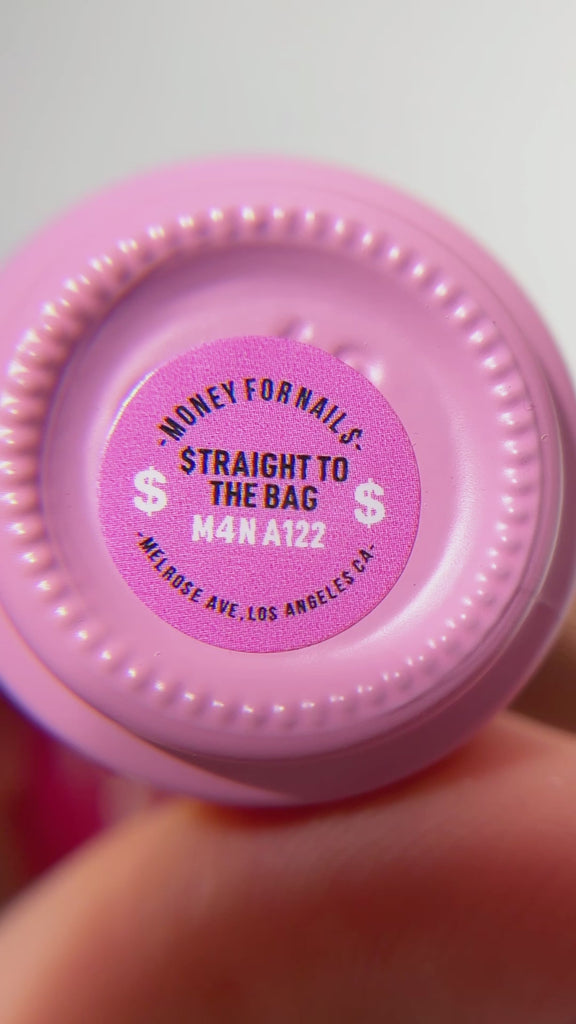 -MONEY FOR NAILS-
$TRAIGHT TO
THE BAG
$ $
M4N A122
-MELROSE AVE, LOS ANGELES CA-